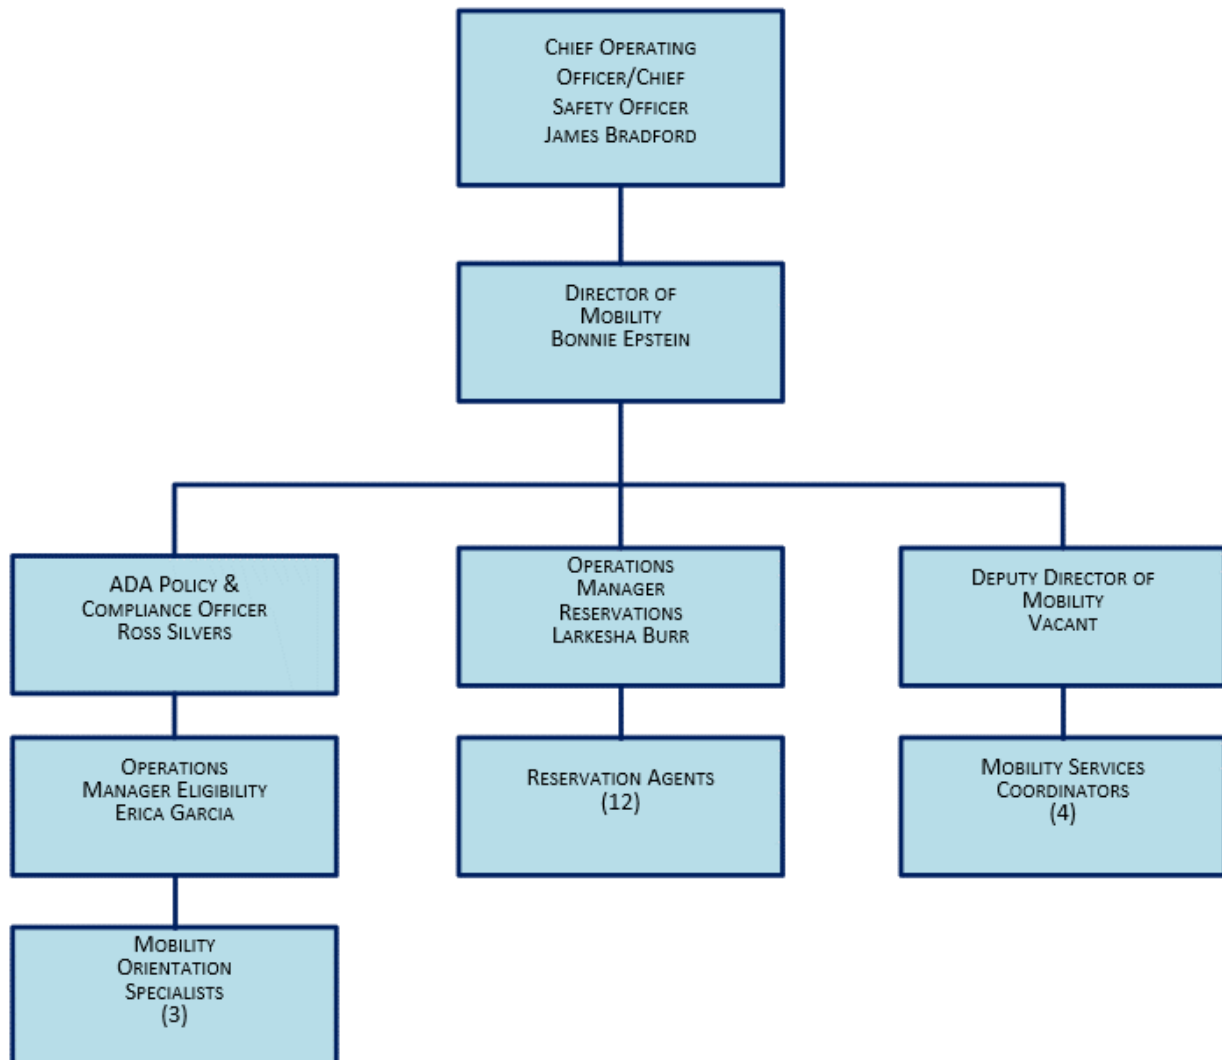 Chief Operating
Officer/Chief
Safety Officer
James Bradford
Director of
Mobility
Bonnie Epstein
ADA Policy &
Compliance Officer
Ross Silvers
Operations
Manager
Reservations
Larkesha Burr
Deputy Director of
Mobility
Vacant
Operations
Manager Eligibility
Erica Garcia
Reservation Agents
(12)
Mobility Services
Coordinators
(4)
Mobility
Orientation
Specialists
(3)